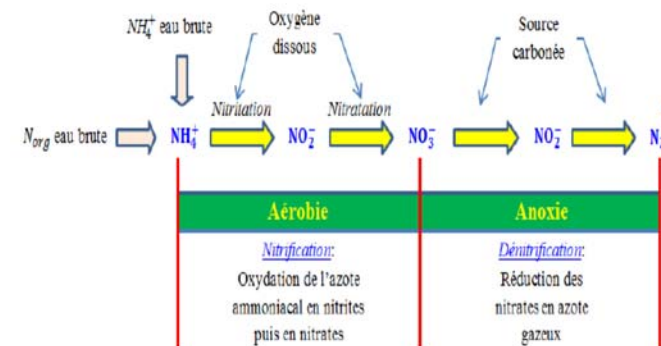 NH₄⁺ eau brute
Oxygène
dissous
Source
carbonée
Nitritation
Nitratation
N_org eau brute
NH₄⁺
NO₂⁻
NO₃⁻
NO₂⁻
Aérobie
Anoxie
Nitrification:
Oxydation de l'azote
ammoniacal en nitrites
puis en nitrates
Dénitrification:
Réduction des
nitrates en azote
gazeux